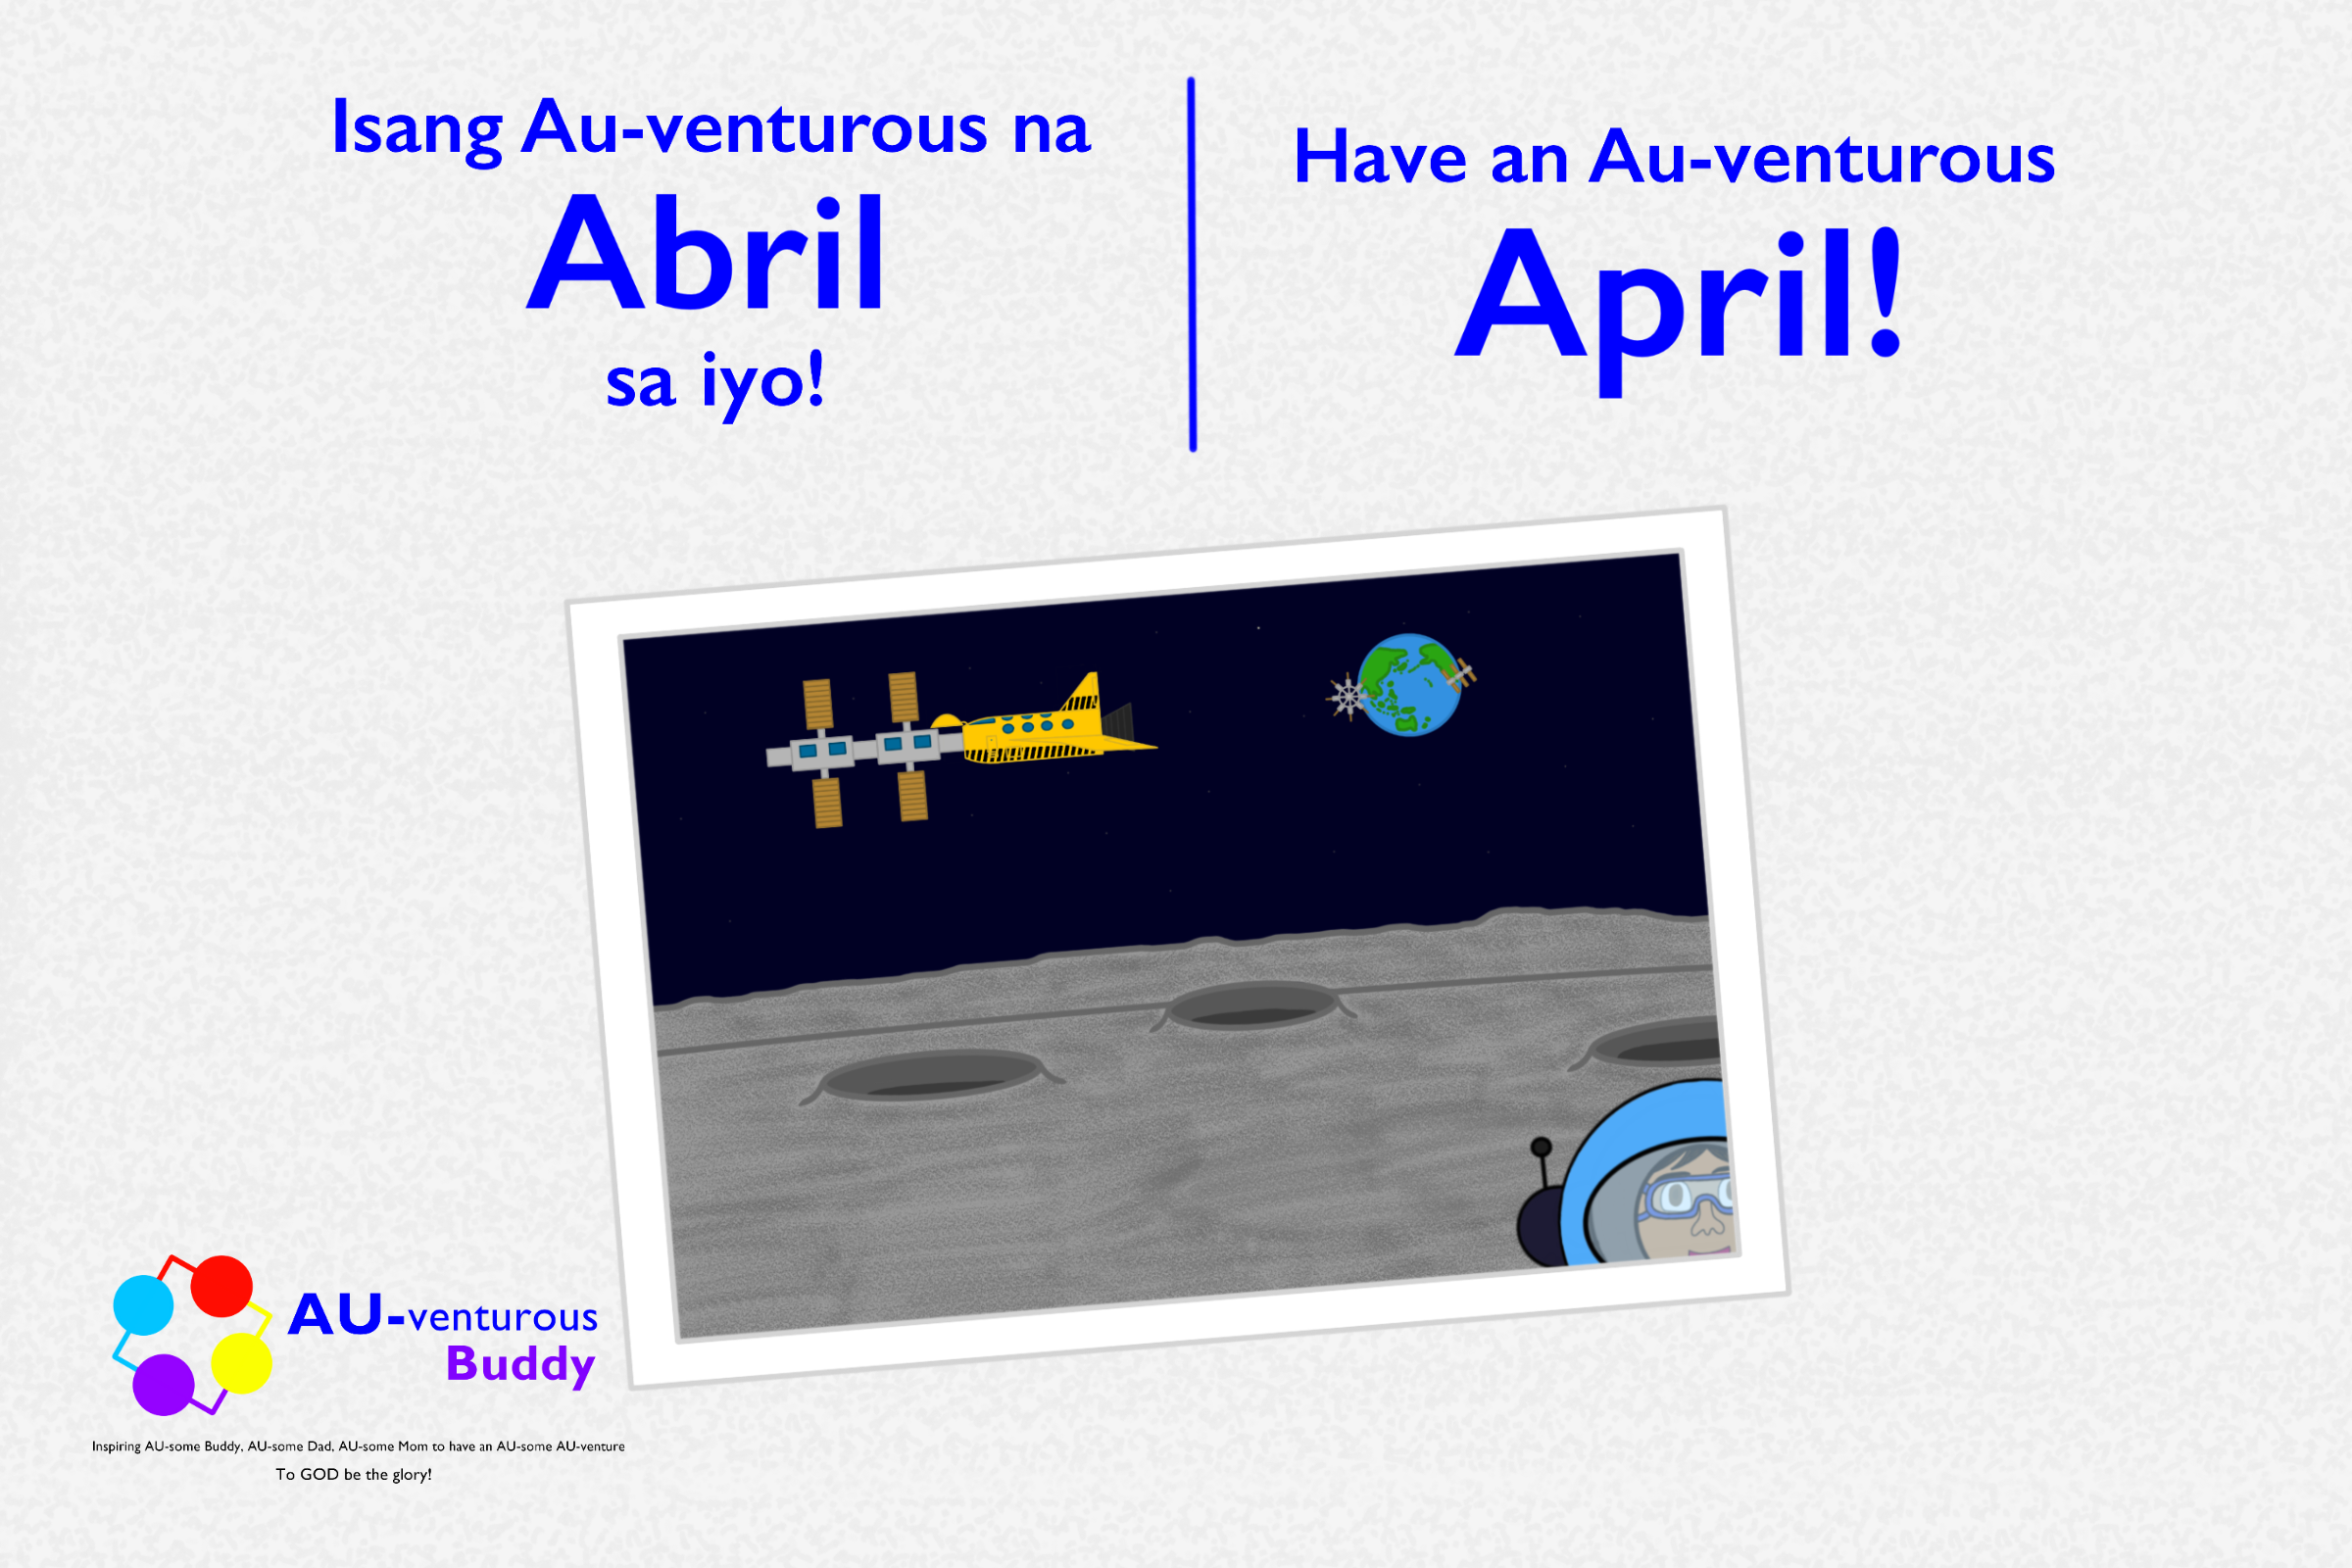 Isang Au-venturous na
Abril
sa iyo!
Have an Au-venturous
April!
AU-venturous
Buddy
Inspiring AU-some Buddy, AU-some Dad, AU-some Mom to have an AU-some AU-venture
To GOD be the glory!